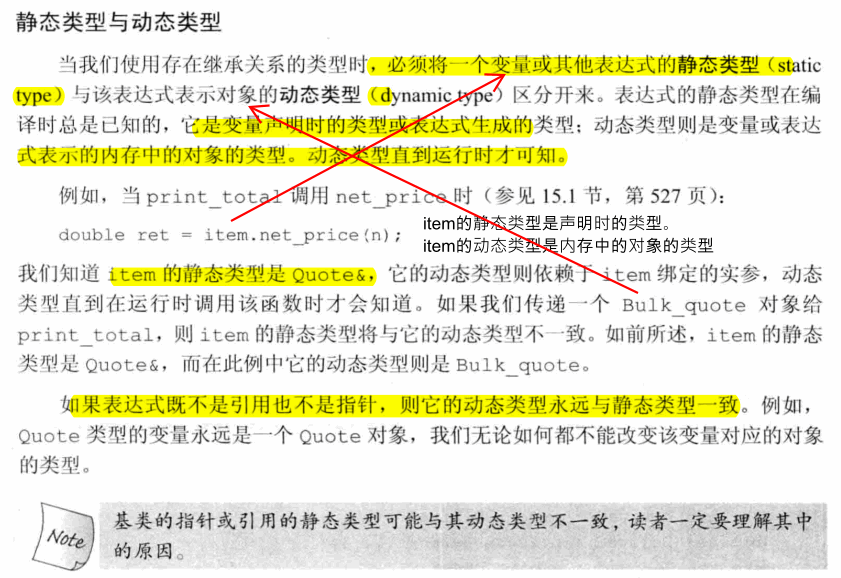 静态类型与动态类型
当我们使用存在继承关系的类型时，必须将一个变量或其他表达式的静态类型（static
type）与该表达式表示对象的动态类型（dynamic type）区分开来。表达式的静态类型在编
译时总是已知的，它是变量声明时的类型或表达式生成的类型；动态类型则是变量或表达
式表示的内存中的对象的类型。动态类型直到运行时才可知。
例如，当 print_total 调用 net_price 时（参见 15.1 节，第 527 页）：
double ret = item.net_price(n);
item的静态类型是声明时的类型。
item的动态类型是内存中的对象的类型
我们知道 item 的静态类型是 Quote&，它的动态类型则依赖于 item 绑定的实参，动态
类型直到在运行时调用该函数时才会知道。如果我们传递一个 Bulk_quote 对象给
print_total，则 item 的静态类型将与它的动态类型不一致。如前所述，item 的静态
类型是 Quote&，而在此例中它的动态类型则是 Bulk_quote。
如果表达式既不是引用也不是指针，则它的动态类型永远与静态类型一致。例如，
Quote 类型的变量永远是一个 Quote 对象，我们无论如何都不能改变该变量对应的对象
的类型。
Note
基类的指针或引用的静态类型可能与其动态类型不一致，读者一定要理解其中
的原因。